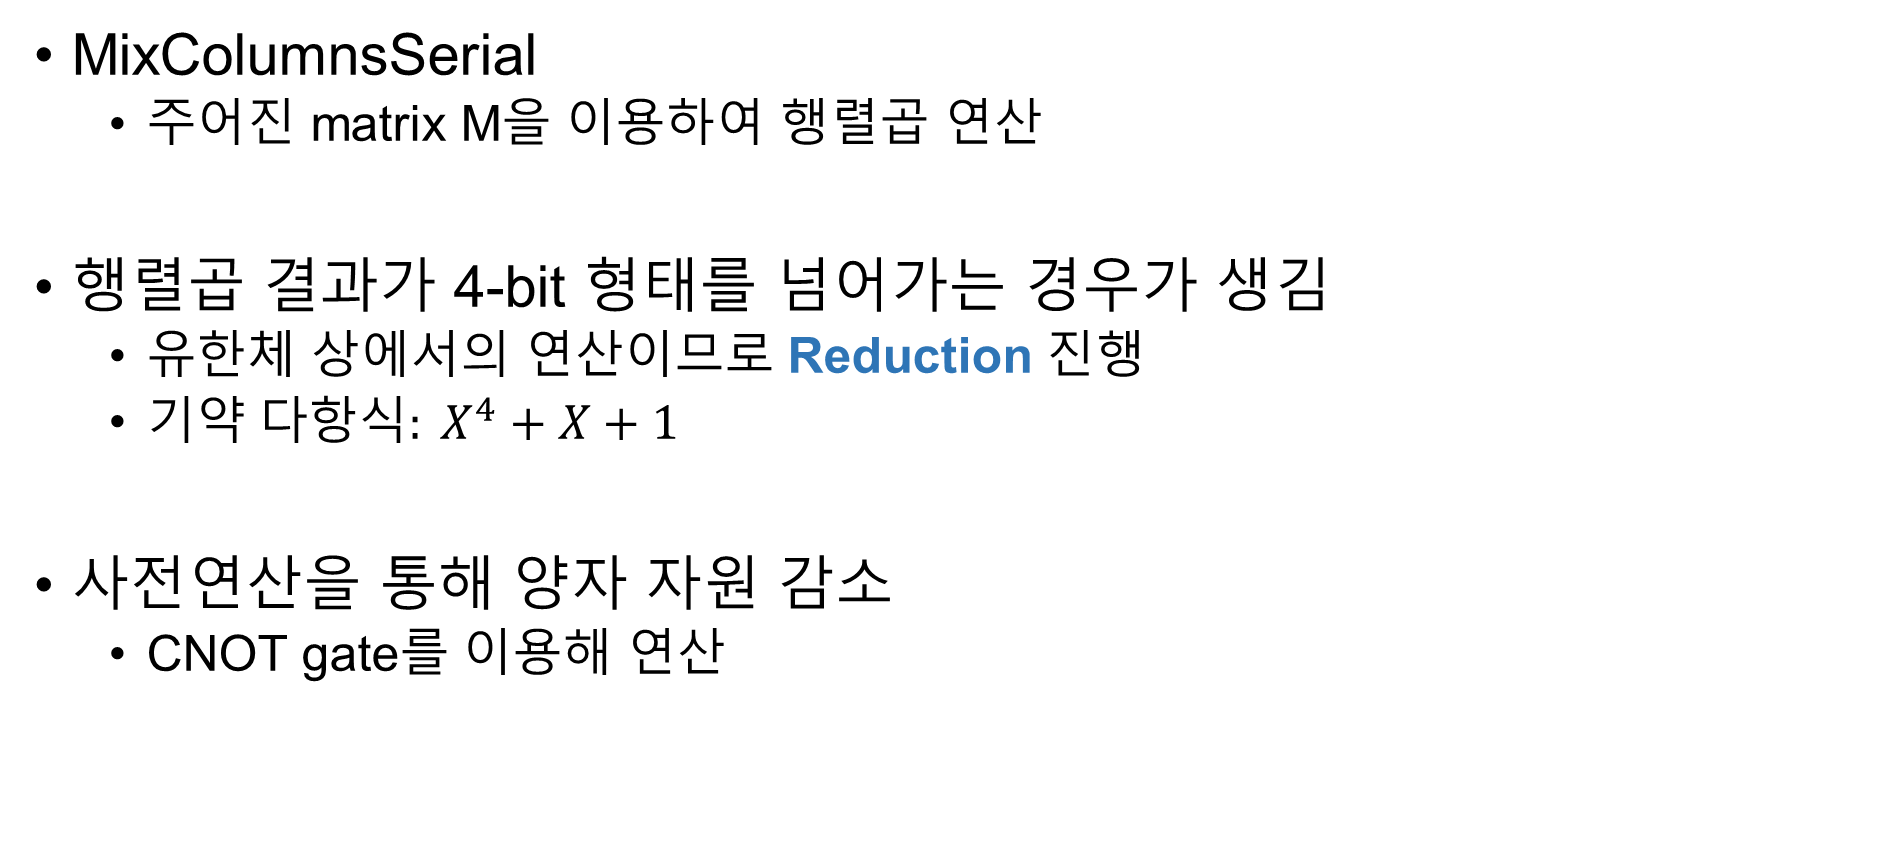 • MixColumnsSerial
• 주어진 matrix M을 이용하여 행렬곱 연산
• 행렬곱 결과가 4-bit 형태를 넘어가는 경우가 생김
• 유한체 상에서의 연산이므로 Reduction 진행
• 기약 다항식: 𝑋⁴ + 𝑋 + 1
• 사전연산을 통해 양자 자원 감소
• CNOT gate를 이용해 연산